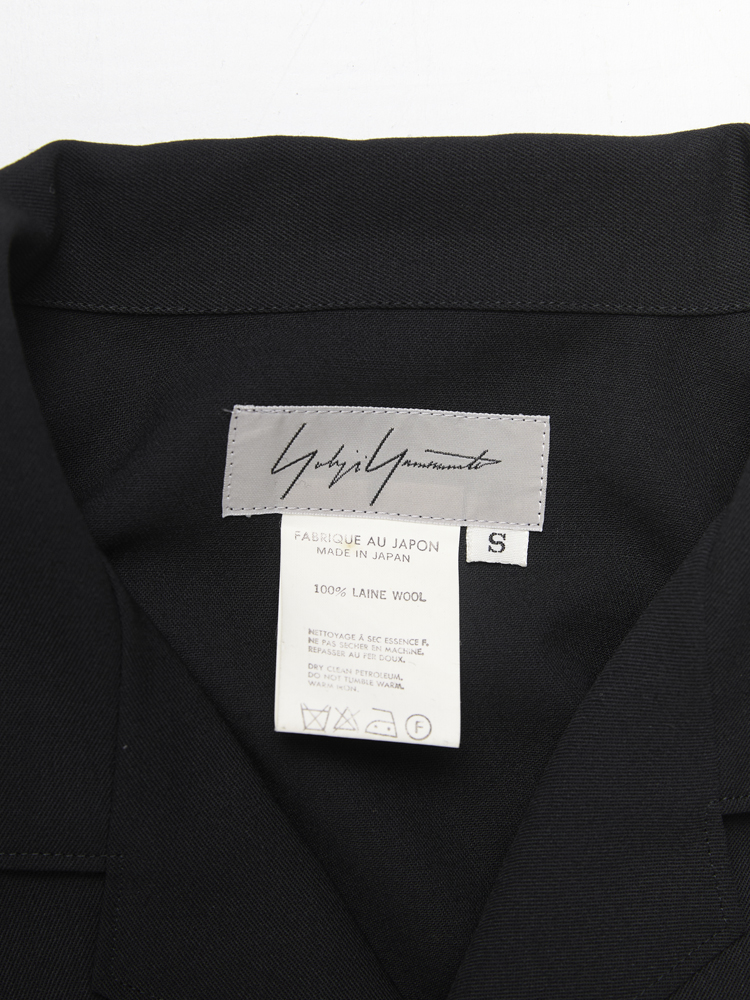 Yohji Yamamoto
S
FABRIQUE AU JAPON
MADE IN JAPAN
100% LAINE WOOL
NETTOYAGE À SEC ESSENCE F.
NE PAS SECHER EN MACHINE.
REPASSER AU FER DOUX.
DRY CLEAN PETROLEUM.
DO NOT TUMBLE WARM.
WARM IRON.
F